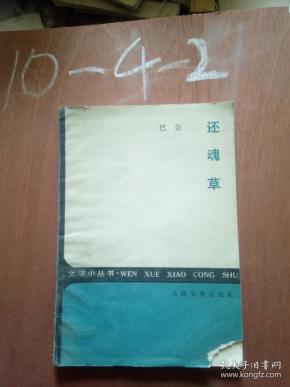 10-4-2
巴金
还魂草
文学小丛书·WEN XUE XIAO CONG SHU
人民文学出版社
孔夫子旧书网